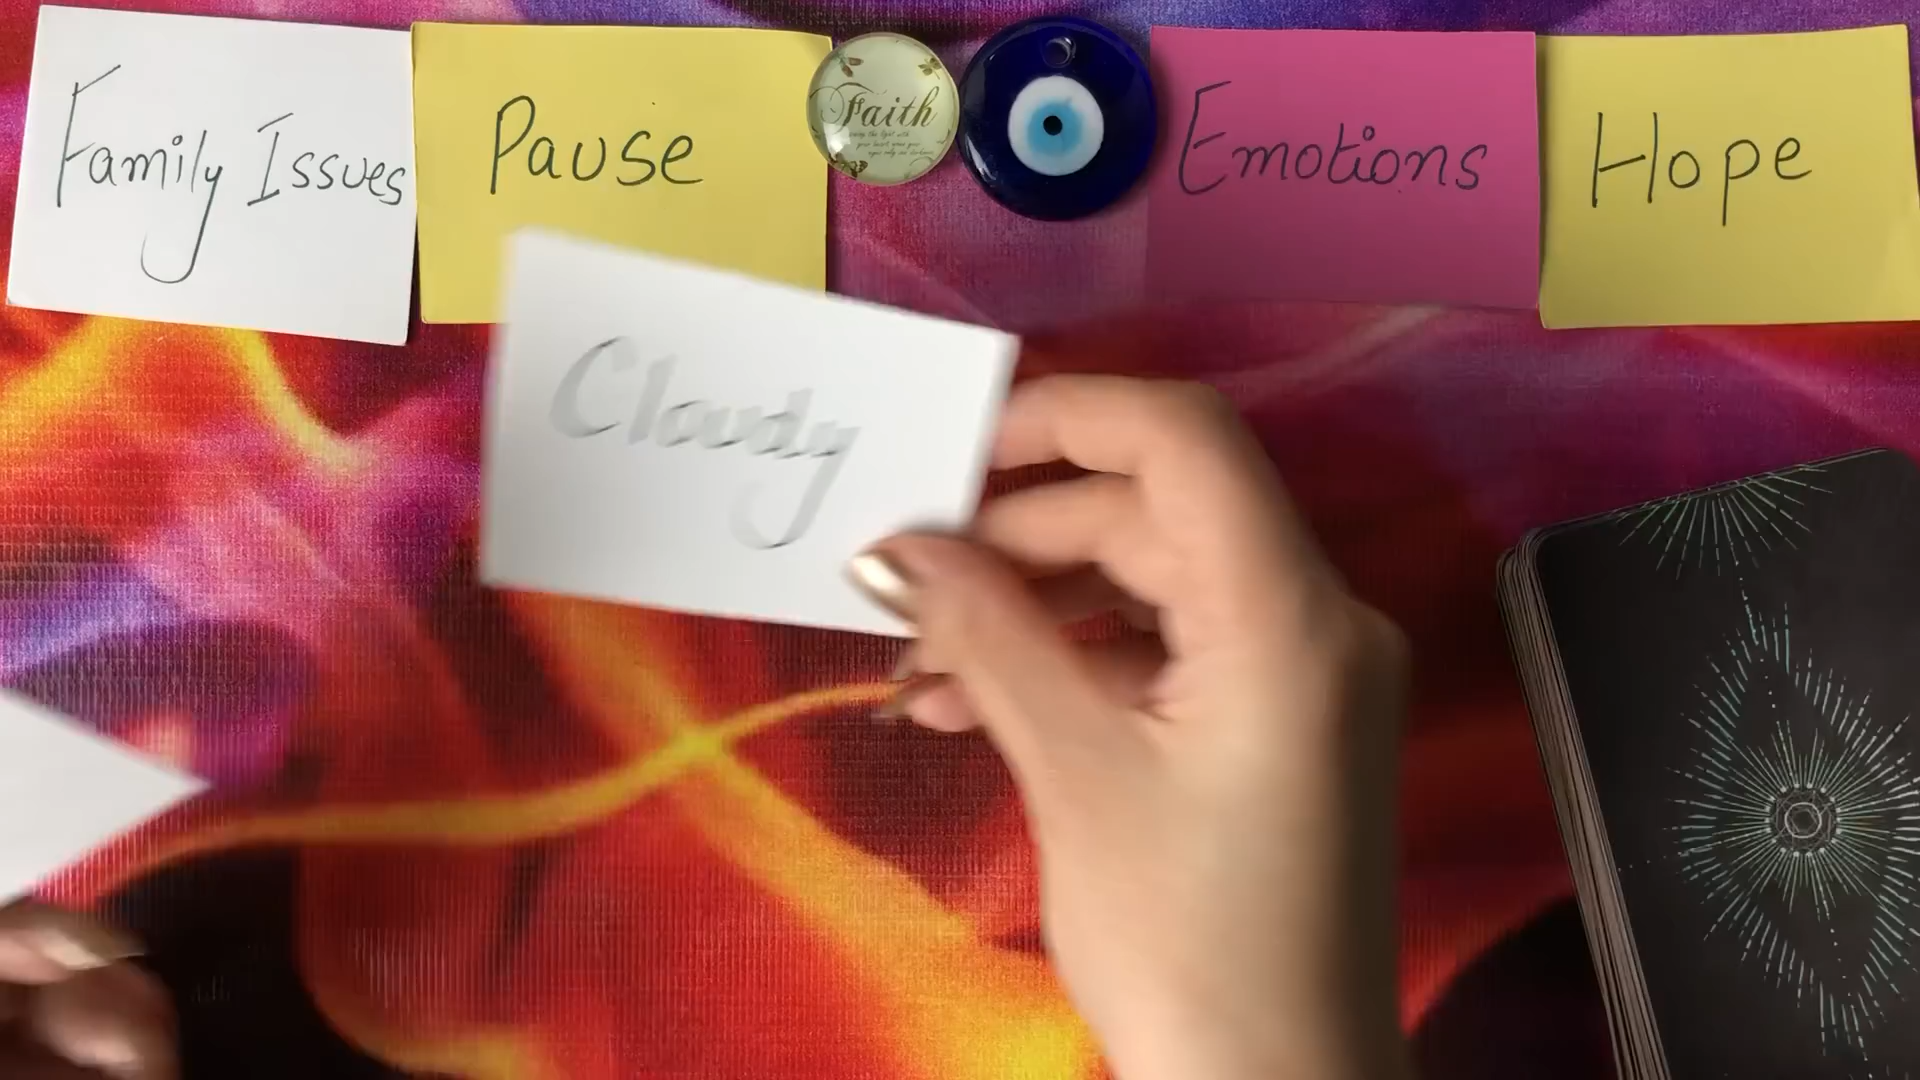 Family Issues
Pause
Faith
Emotions
Hope
Cloudy